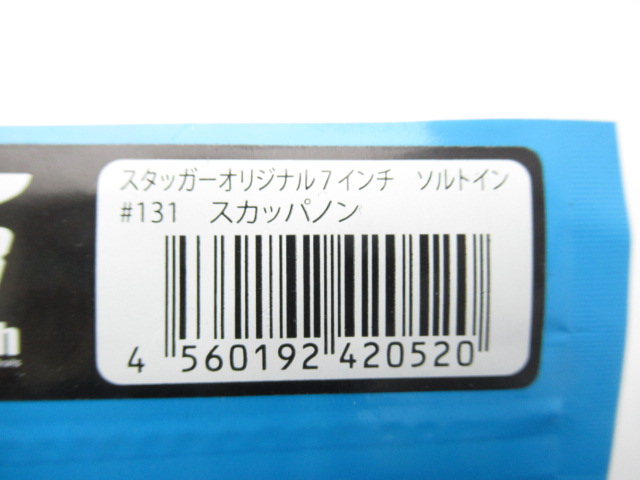 スタッガーオリジナル7インチ　ソルトイン
#131　スカッパノン
4 560192 420520